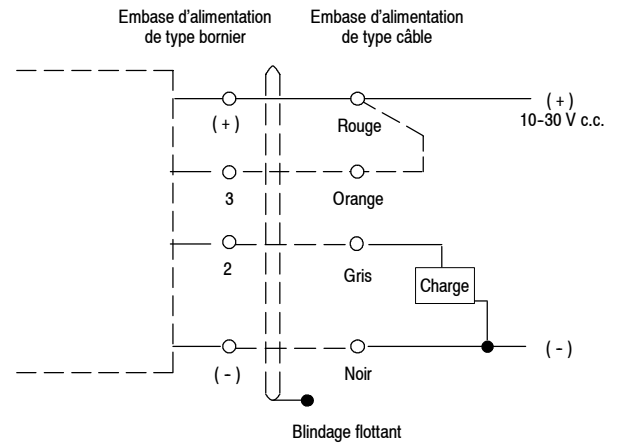 Embase d'alimentation
de type bornier
Embase d'alimentation
de type câble
( + )
Rouge
( + )
10-30 V c.c.
3
Orange
2
Gris
Charge
( - )
Noir
( - )
Blindage flottant